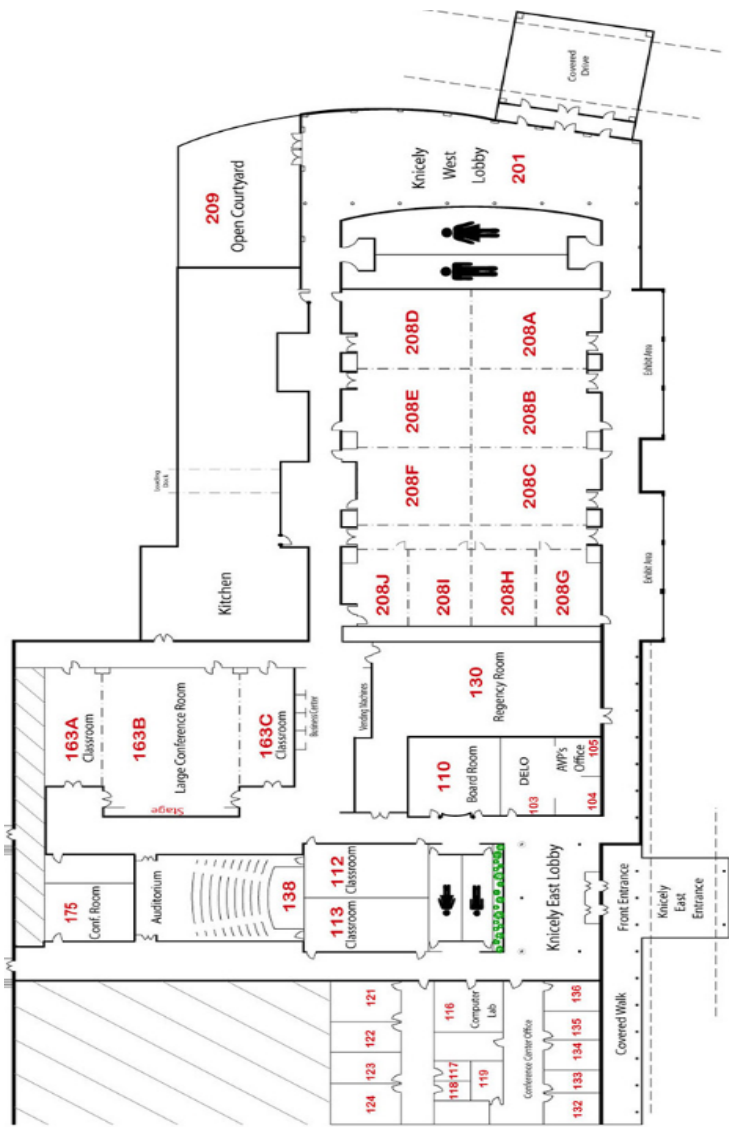 Covered
Drive
Knicely
West
Lobby
201
209
Open Courtyard
208D
208A
208E
208B
208F
208C
208J
208I
208H
208G
Exhibit Area
Exhibit Area
Loading
Dock
Kitchen
163A
Classroom
163B
Large Conference Room
163C
Classroom
Stage
Business Center
Vending Machines
130
Regency Room
110
Board Room
DELO
103
AVP's
Office
105
104
175
Conf. Room
Auditorium
138
112
Classroom
113
Classroom
Knicely East Lobby
Front Entrance
Knicely
East
Entrance
Covered Walk
121
122
123
124
116
Computer
Lab
117
118
119
Conference Center Office
136
135
134
133
132